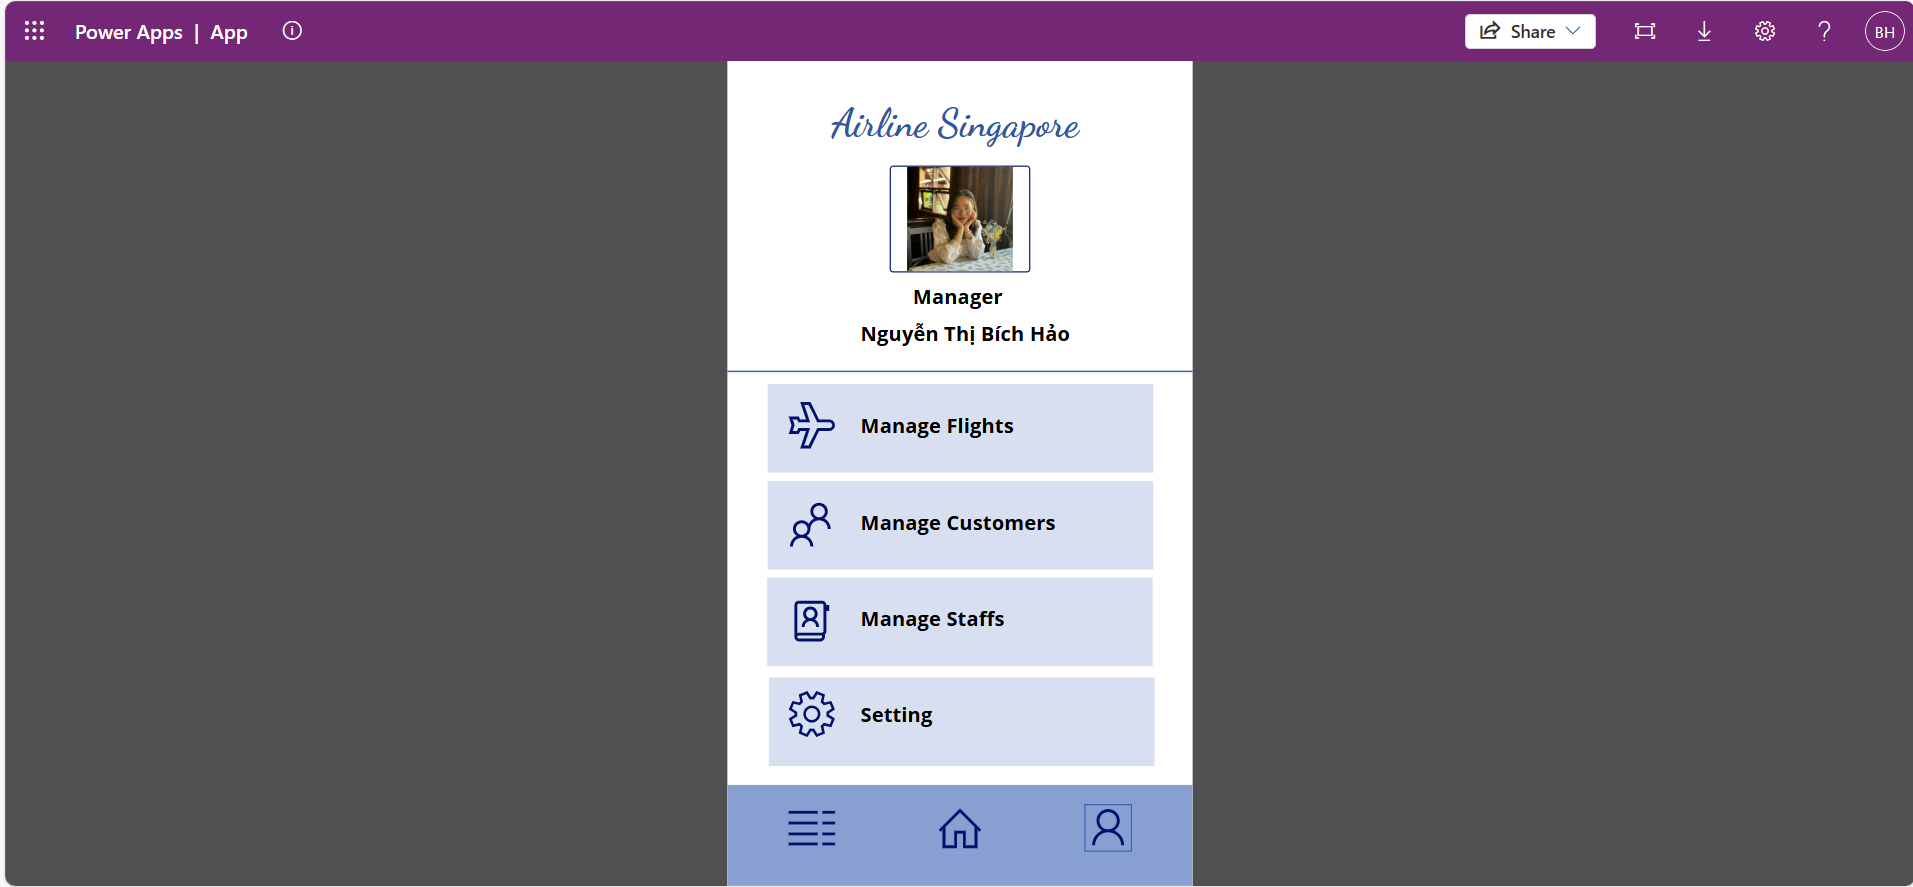 Power Apps | App
Share
BH
Airline Singapore
Manager
Nguyễn Thị Bích Hảo
Manage Flights
Manage Customers
Manage Staffs
Setting